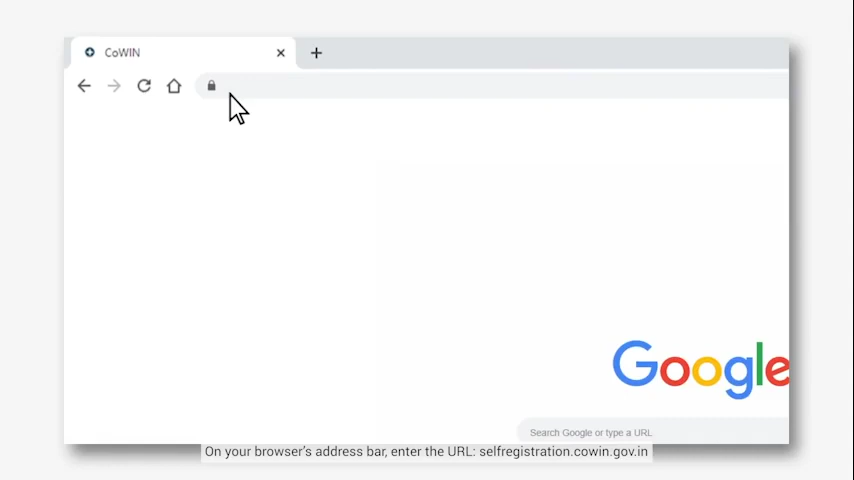 CoWIN
Google
Search Google or type a URL
On your browser's address bar, enter the URL: selfregistration.cowin.gov.in